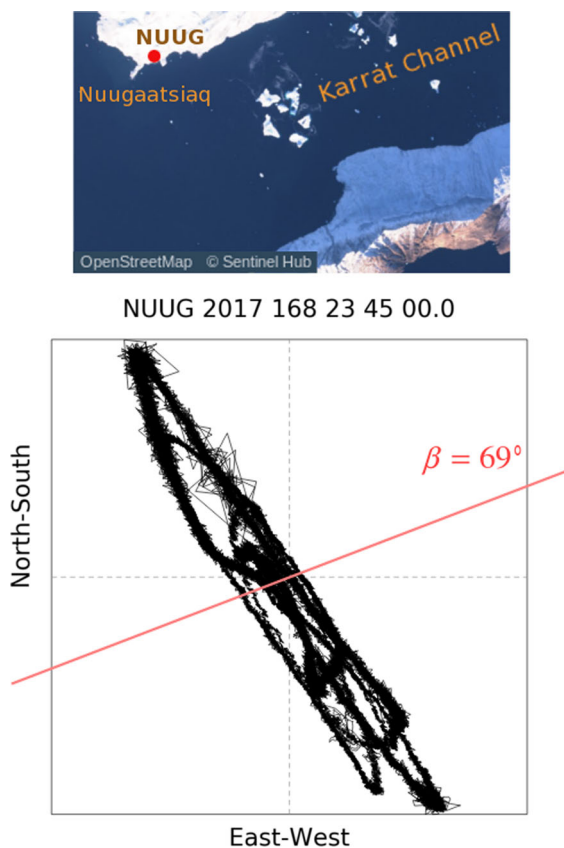 NUUG
Nuugaatsiaq
Karrat Channel
OpenStreetMap © Sentinel Hub
NUUG 2017 168 23 45 00.0
β = 69°
North-South
East-West